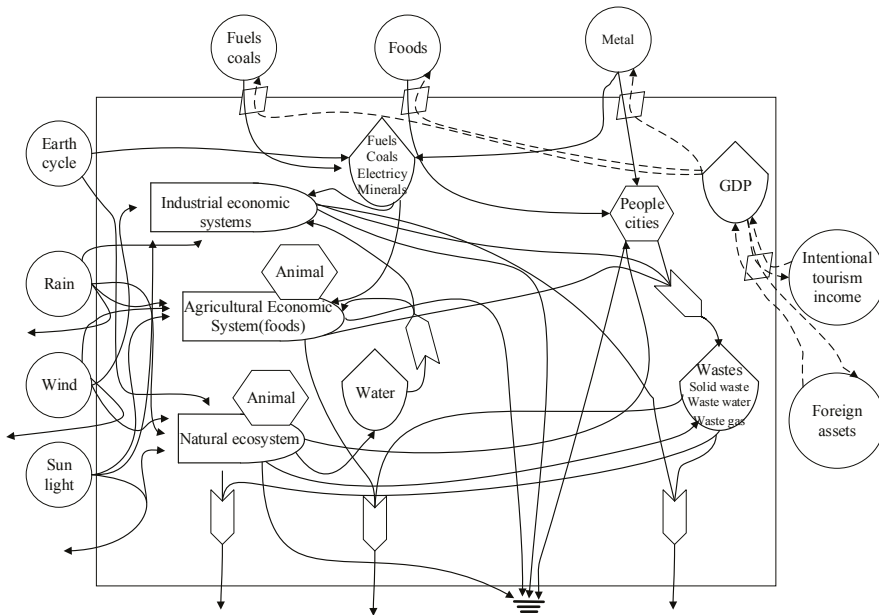 Fuels
coals
Foods
Metal
Earth
cycle
Fuels
Coals
Electricy
Minerals
GDP
Industrial economic
systems
People
cities
Rain
Animal
Intentional
tourism
income
Agricultural Economic
System(foods)
Wind
Animal
Water
Wastes
Solid waste
Waste water
Waste gas
Foreign
assets
Natural ecosystem
Sun
light